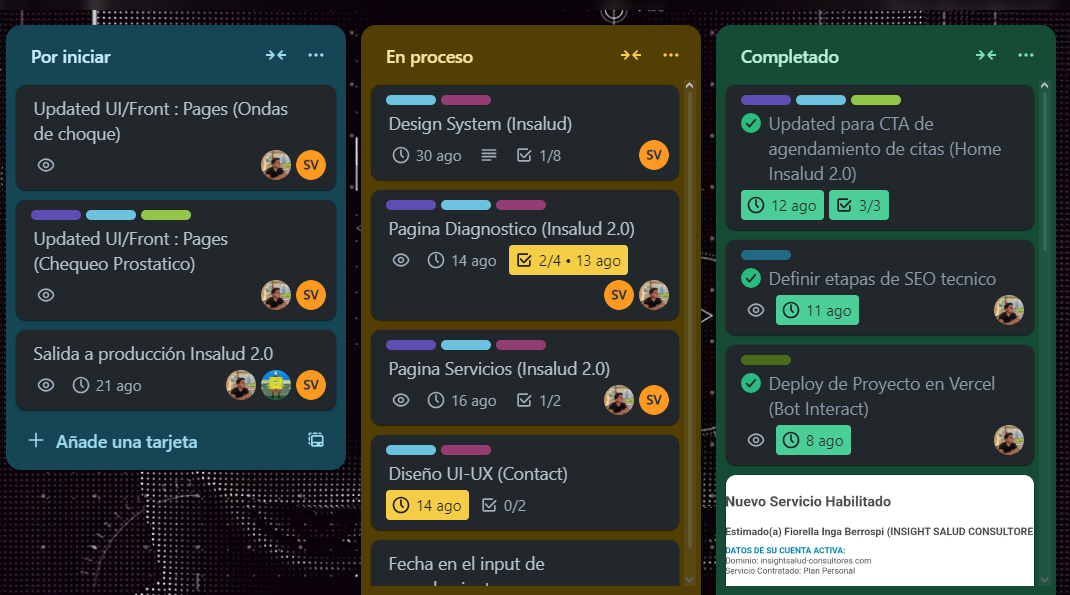 Por iniciar
Updated UI/Front : Pages (Ondas
de choque)
SV
Updated UI/Front : Pages
(Chequeo Prostatico)
SV
Salida a producción Insalud 2.0
21 ago
SV
Añade una tarjeta
En proceso
Design System (Insalud)
30 ago
1/8
SV
Pagina Diagnostico (Insalud 2.0)
14 ago
2/4 • 13 ago
SV
Pagina Servicios (Insalud 2.0)
16 ago
1/2
SV
Diseño UI-UX (Contact)
14 ago
0/2
Fecha en el input de
Completado
Updated para CTA de
agendamiento de citas (Home
Insalud 2.0)
12 ago
3/3
Definir etapas de SEO tecnico
11 ago
Deploy de Proyecto en Vercel
(Bot Interact)
8 ago
Nuevo Servicio Habilitado
Estimado(a) Fiorella Inga Berrospi (INSIGHT SALUD CONSULTORE
DATOS DE SU CUENTA ACTIVA:
Dominio: insightsalud-consultores.com
Servicio Contratado: Plan Personal